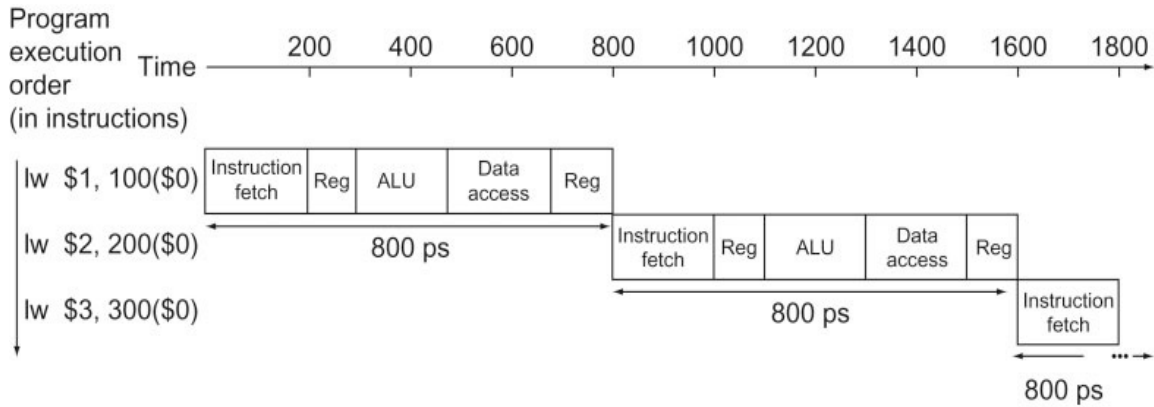 Program
execution
order
(in instructions)
Time
200 400 600 800 1000 1200 1400 1600 1800
lw $1, 100($0)
Instruction
fetch
Reg
ALU
Data
access
Reg
800 ps
lw $2, 200($0)
Instruction
fetch
Reg
ALU
Data
access
Reg
800 ps
lw $3, 300($0)
Instruction
fetch
...
800 ps